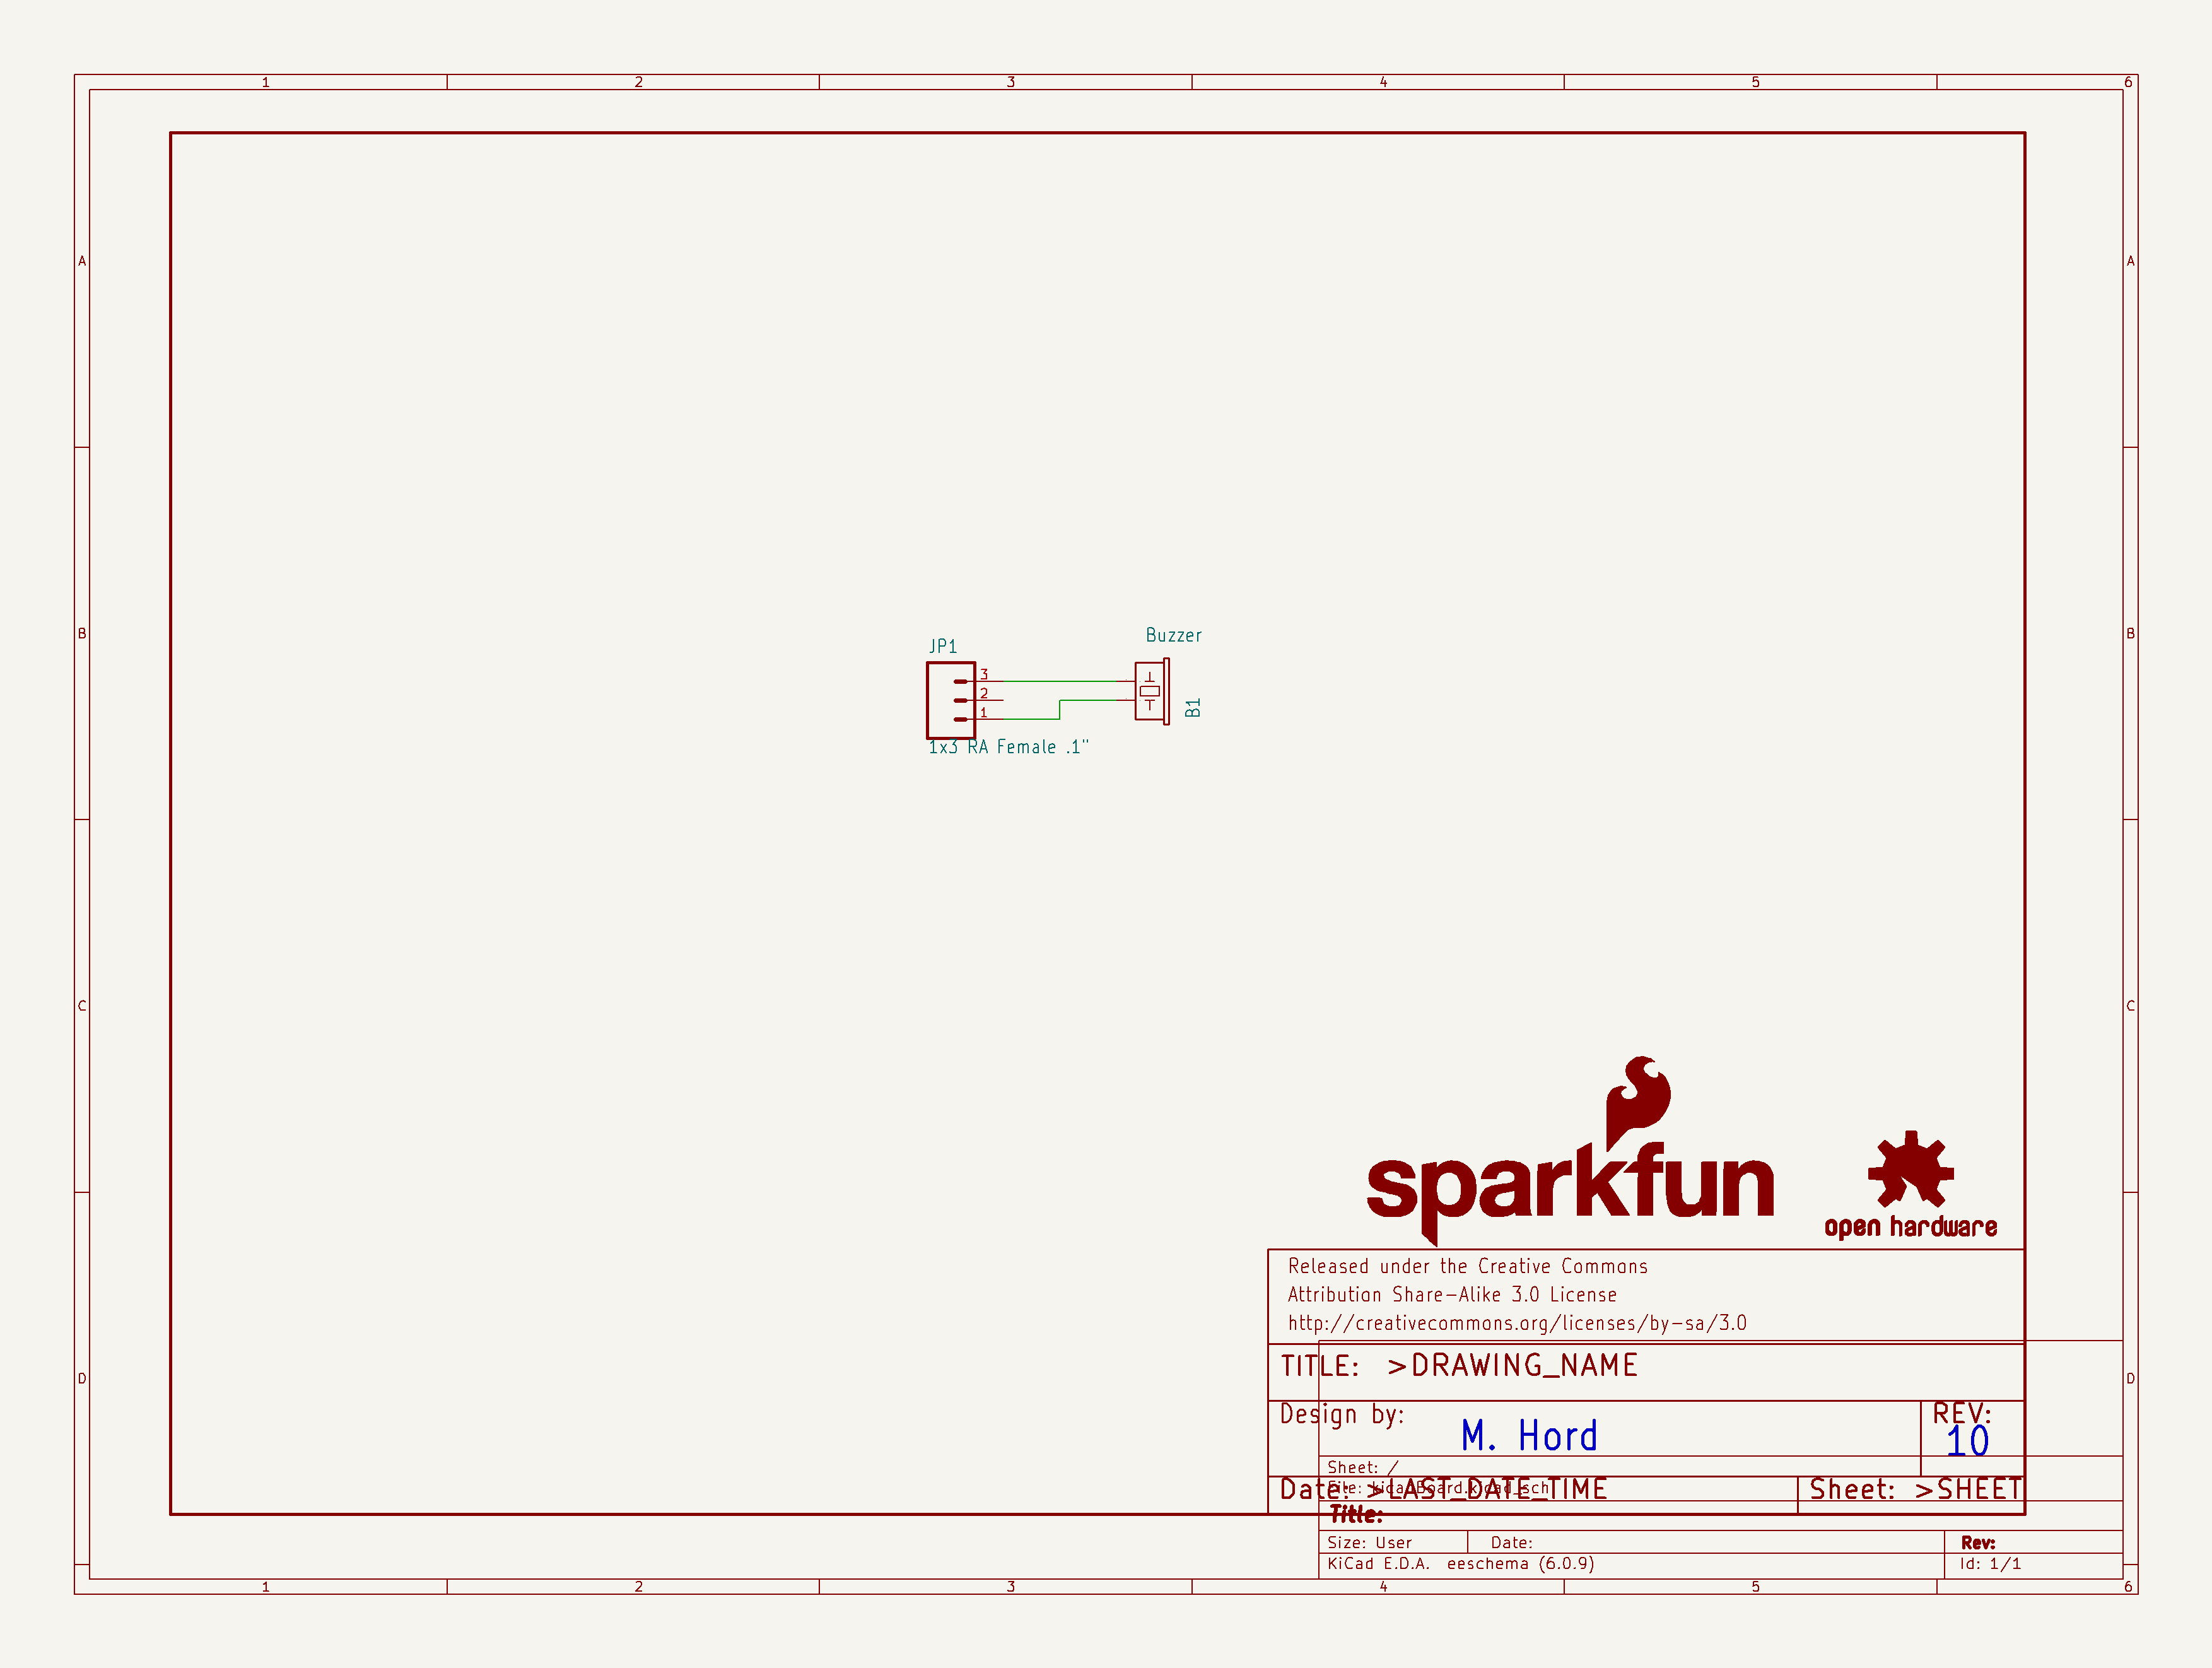 1 2 3 4 5 6
A A
Buzzer
B B
JP1
3
2
1
B1
1x3 RA Female .1"
C C
sparkfun
open hardware
Released under the Creative Commons
Attribution Share-Alike 3.0 License
http://creativecommons.org/licenses/by-sa/3.0
TITLE: >DRAWING_NAME
D D
Design by: M. Hord
REV: 10
Sheet: /
File: kicadBoard.kicad_sch
Date: >LAST_DATE_TIME
Sheet: >SHEET
Title:
Size: User Date: Rev:
KiCad E.D.A. eeschema (6.0.9) Id: 1/1
1 2 3 4 5 6